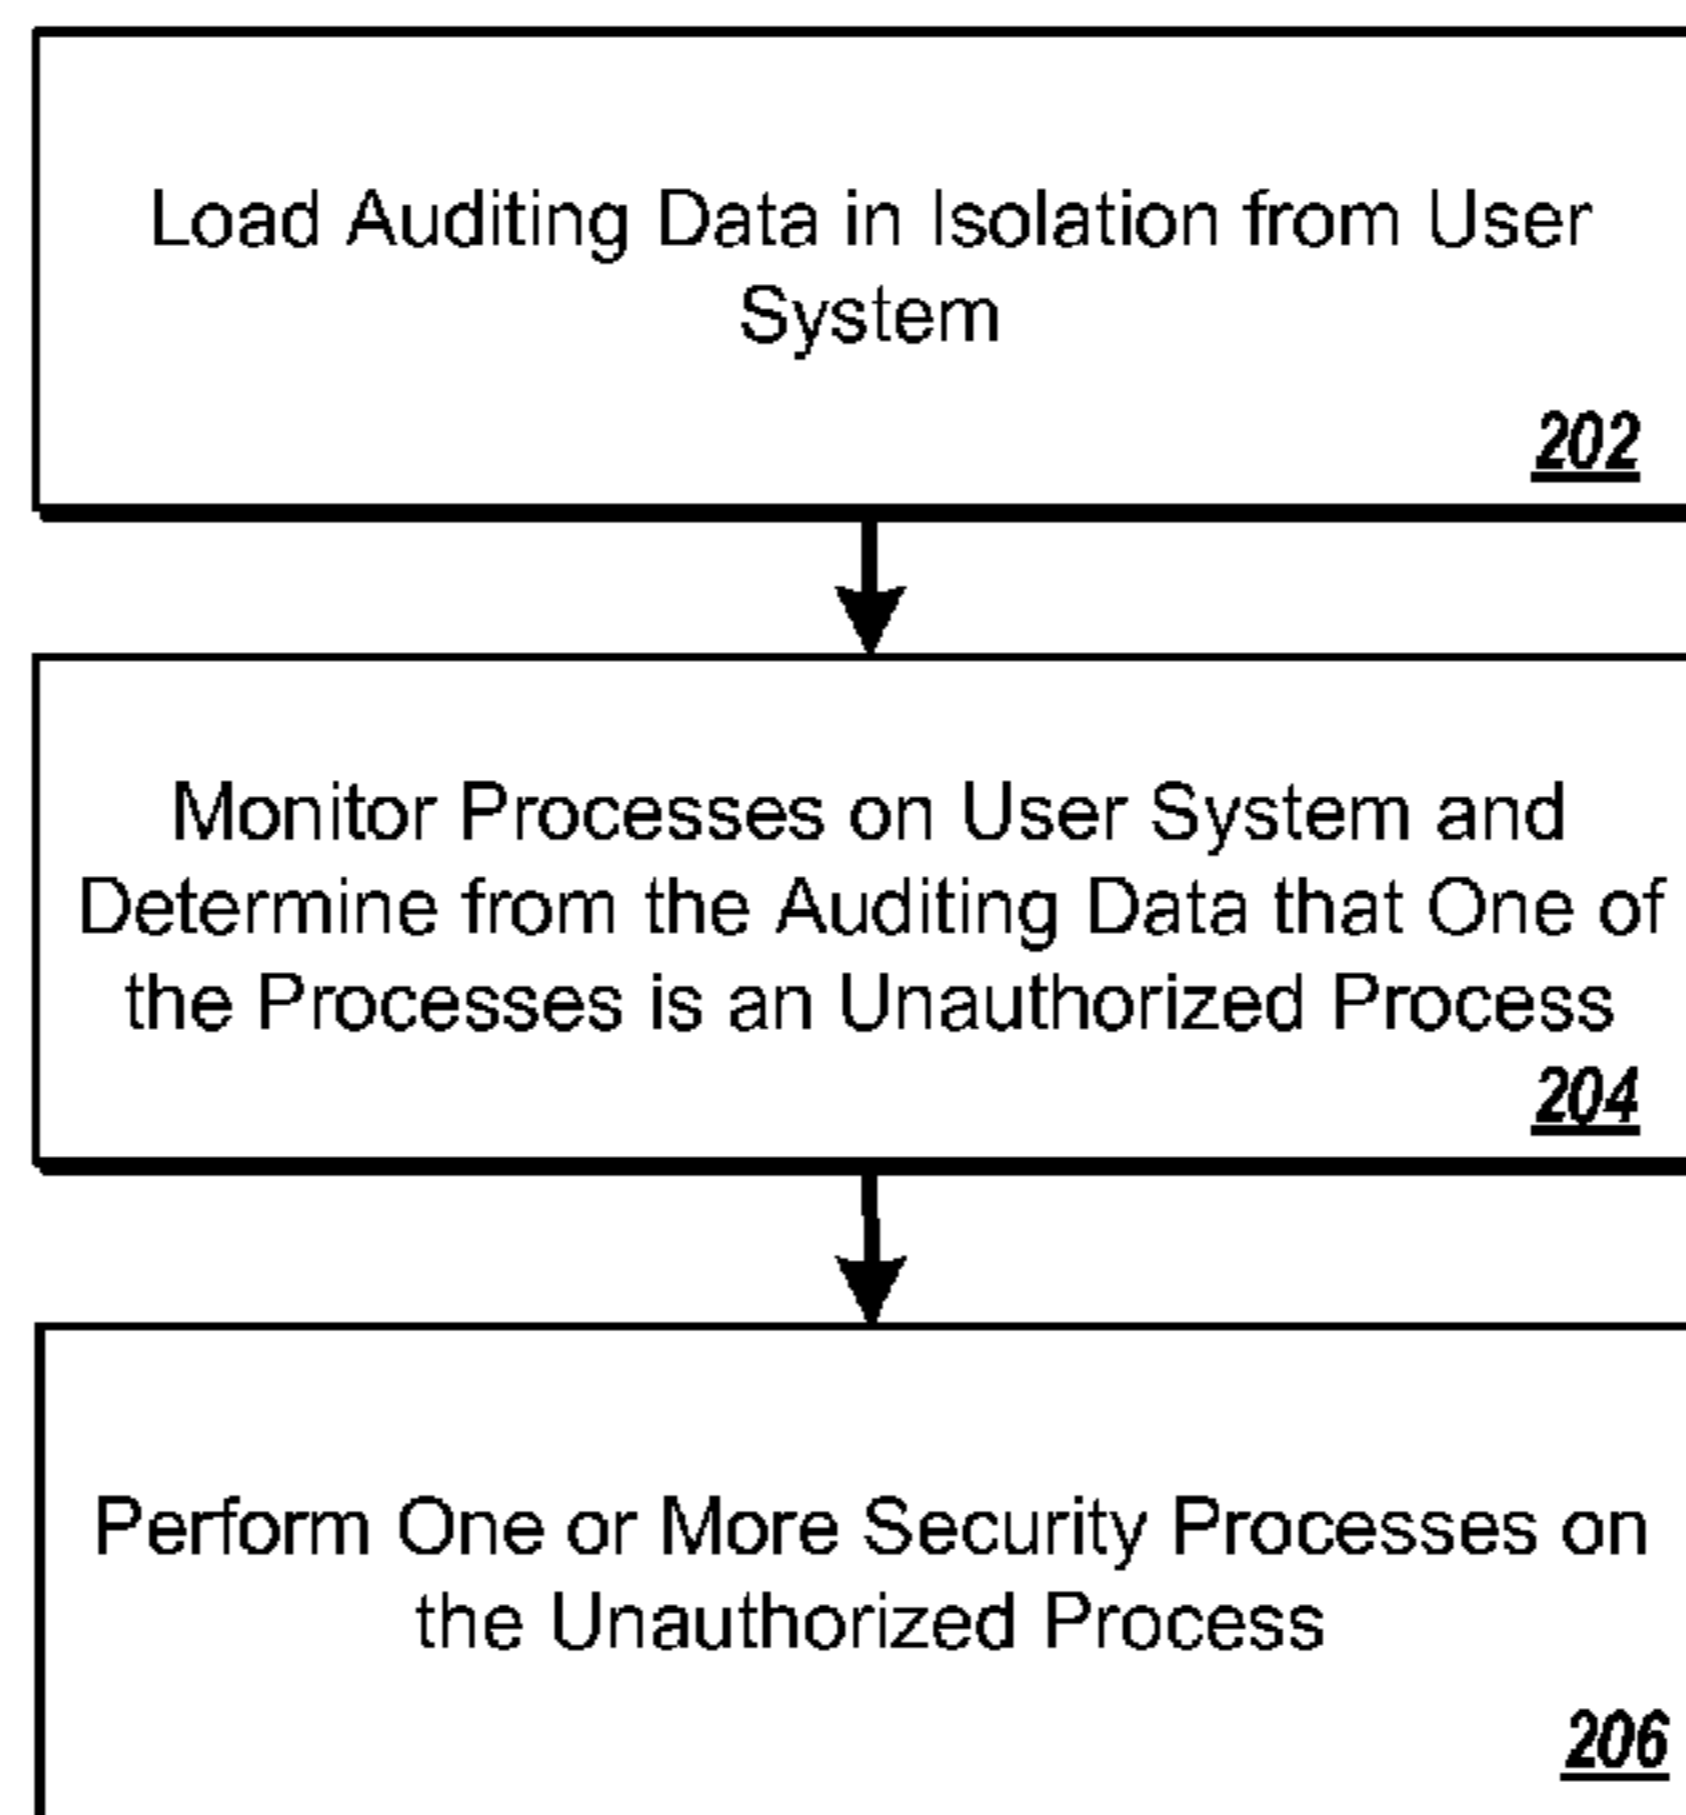 Load Auditing Data in Isolation from User
System
202
Monitor Processes on User System and
Determine from the Auditing Data that One of
the Processes is an Unauthorized Process
204
Perform One or More Security Processes on
the Unauthorized Process
206